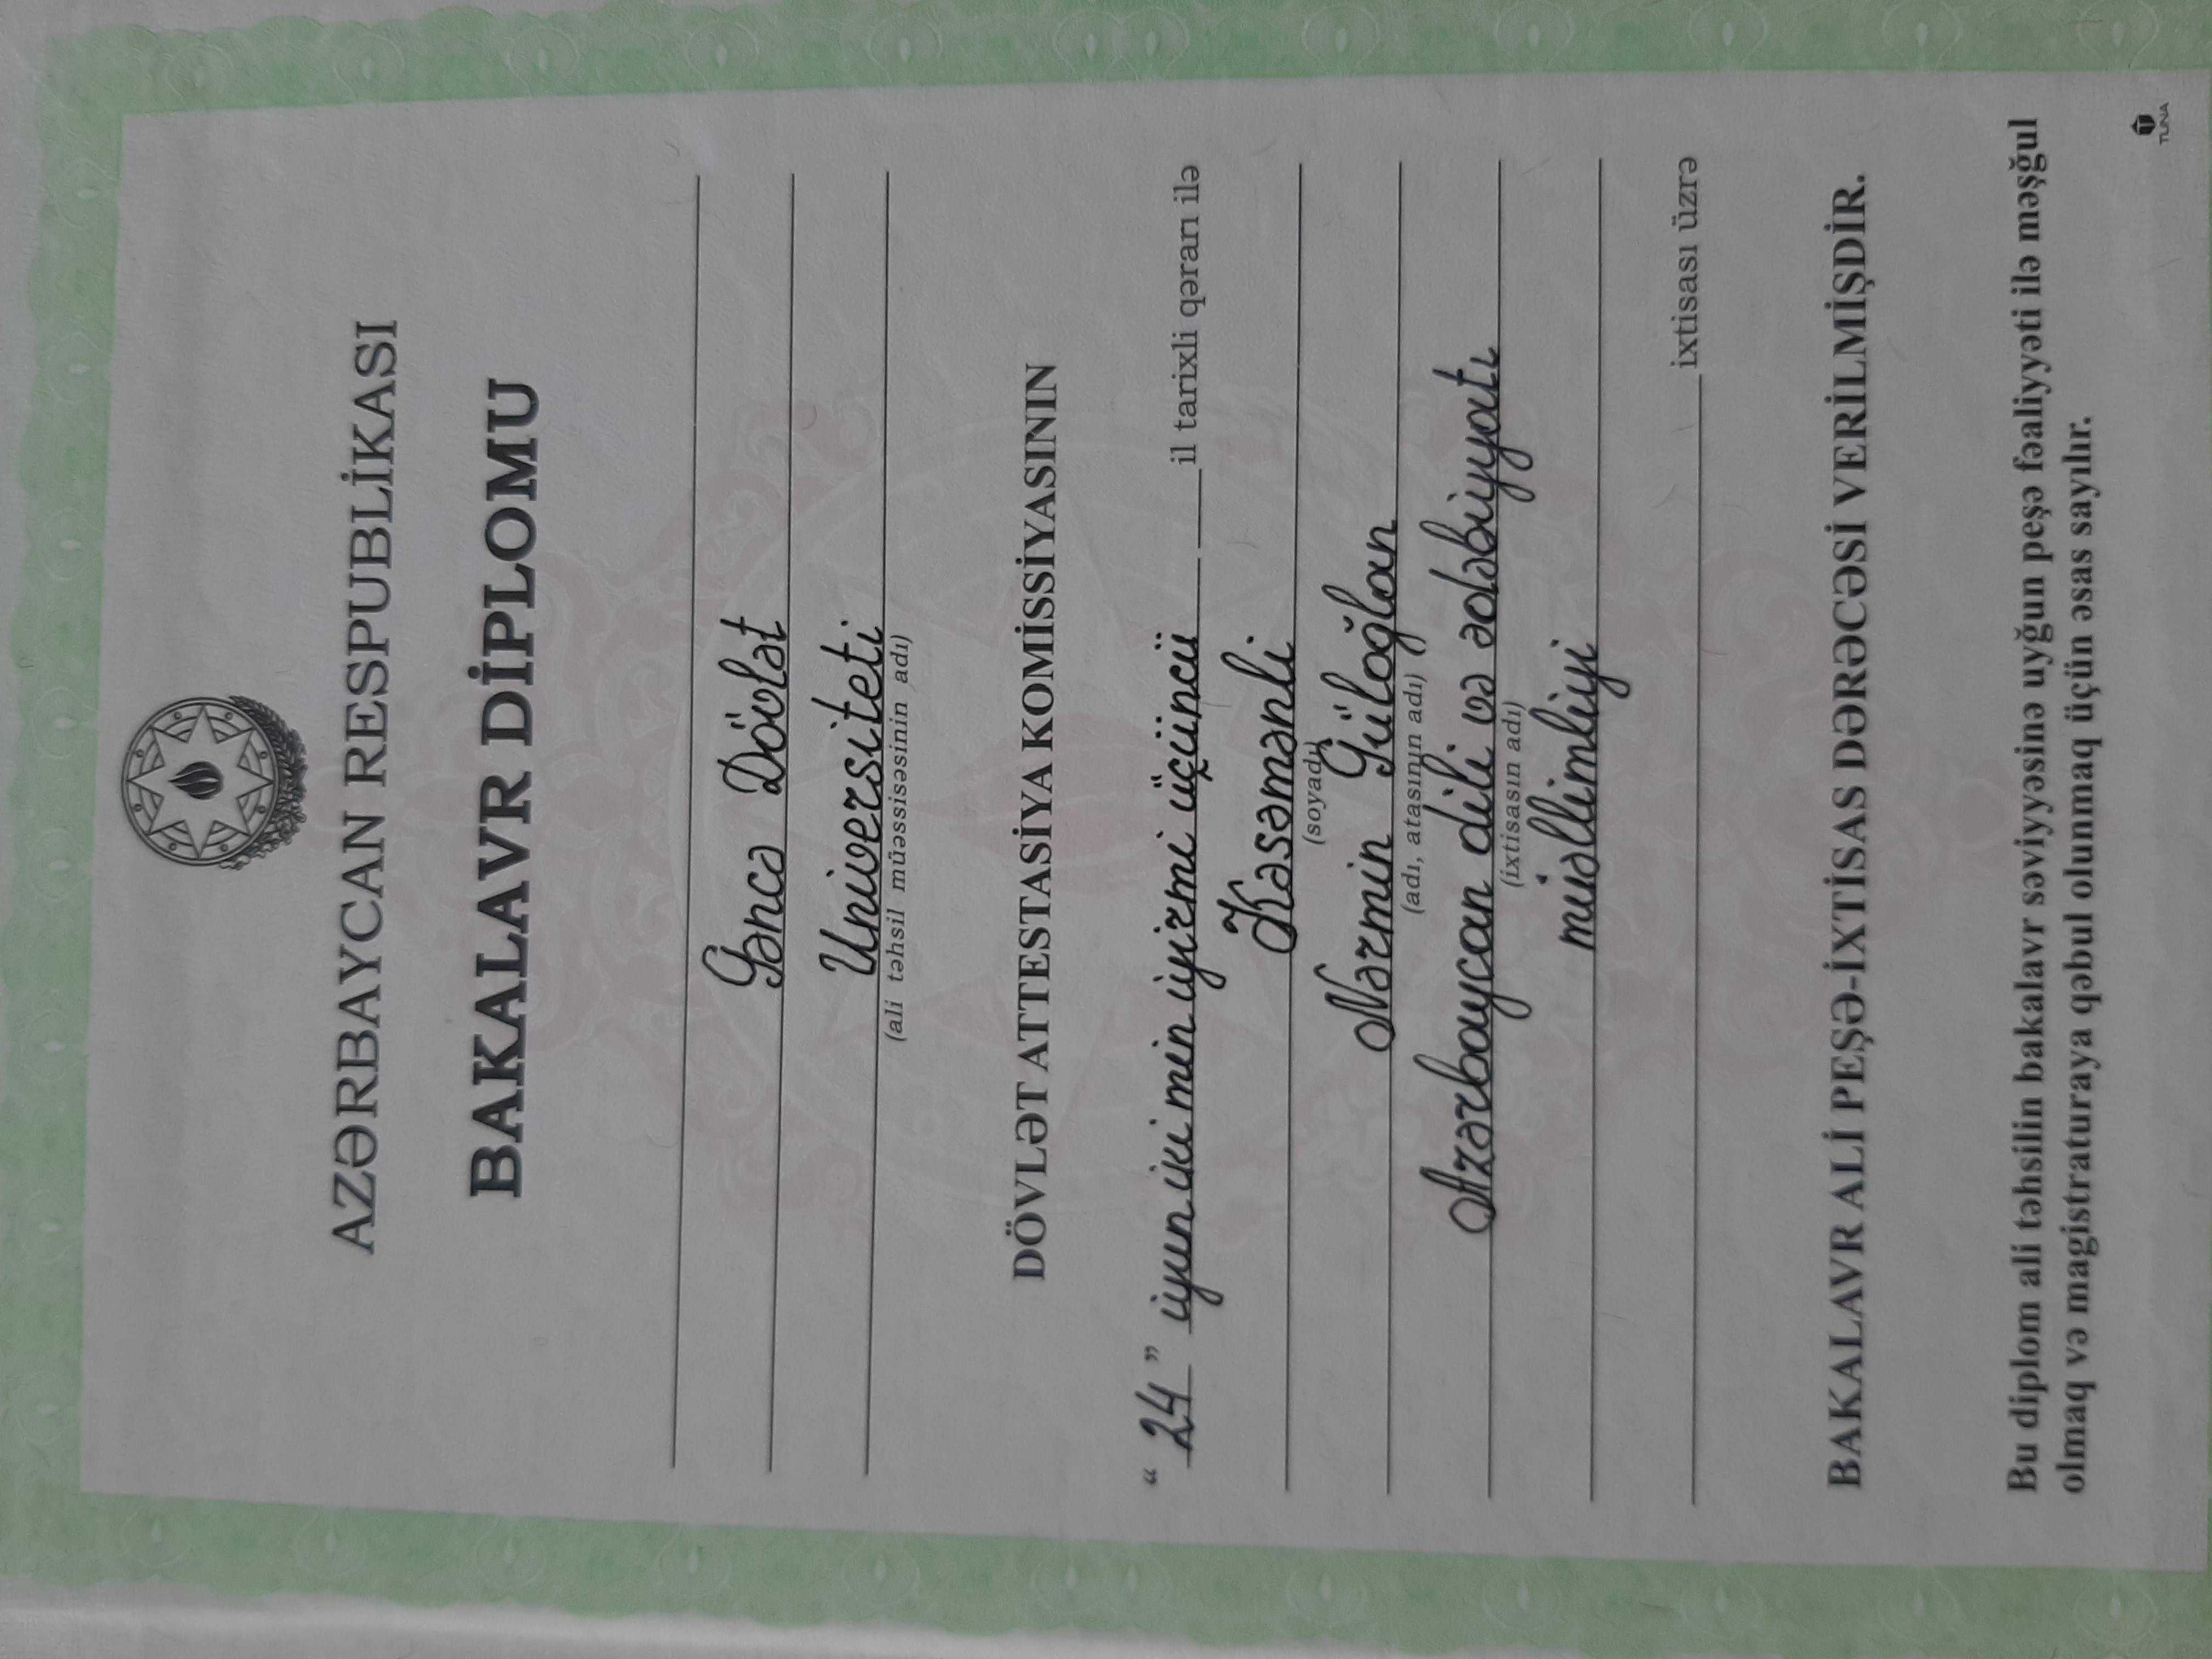 AZƏRBAYCAN RESPUBLİKASI
BAKALAVR DİPLOMU
Gəncə Dövlət
Universiteti
(ali təhsil müəssisəsinin adı)
DÖVLƏT ATTESTASİYA KOMİSSİYASININ
“ 24 ” iyun iki min iyirmi üçüncü il tarixli qərarı ilə
Kəsəmənli
(soyadı)
Nərmin Güloğlan
(adı, atasının adı)
Azərbaycan dili və ədəbiyyatı
(ixtisasın adı)
müəllimliyi
ixtisası üzrə
BAKALAVR ALİ PEŞƏ-İXTİSAS DƏRƏCƏSİ VERİLMİŞDİR.
Bu diplom ali təhsilin bakalavr səviyyəsinə uyğun peşə fəaliyyəti ilə məşğul
olmaq və magistraturaya qəbul olunmaq üçün əsas sayılır.
TUNA